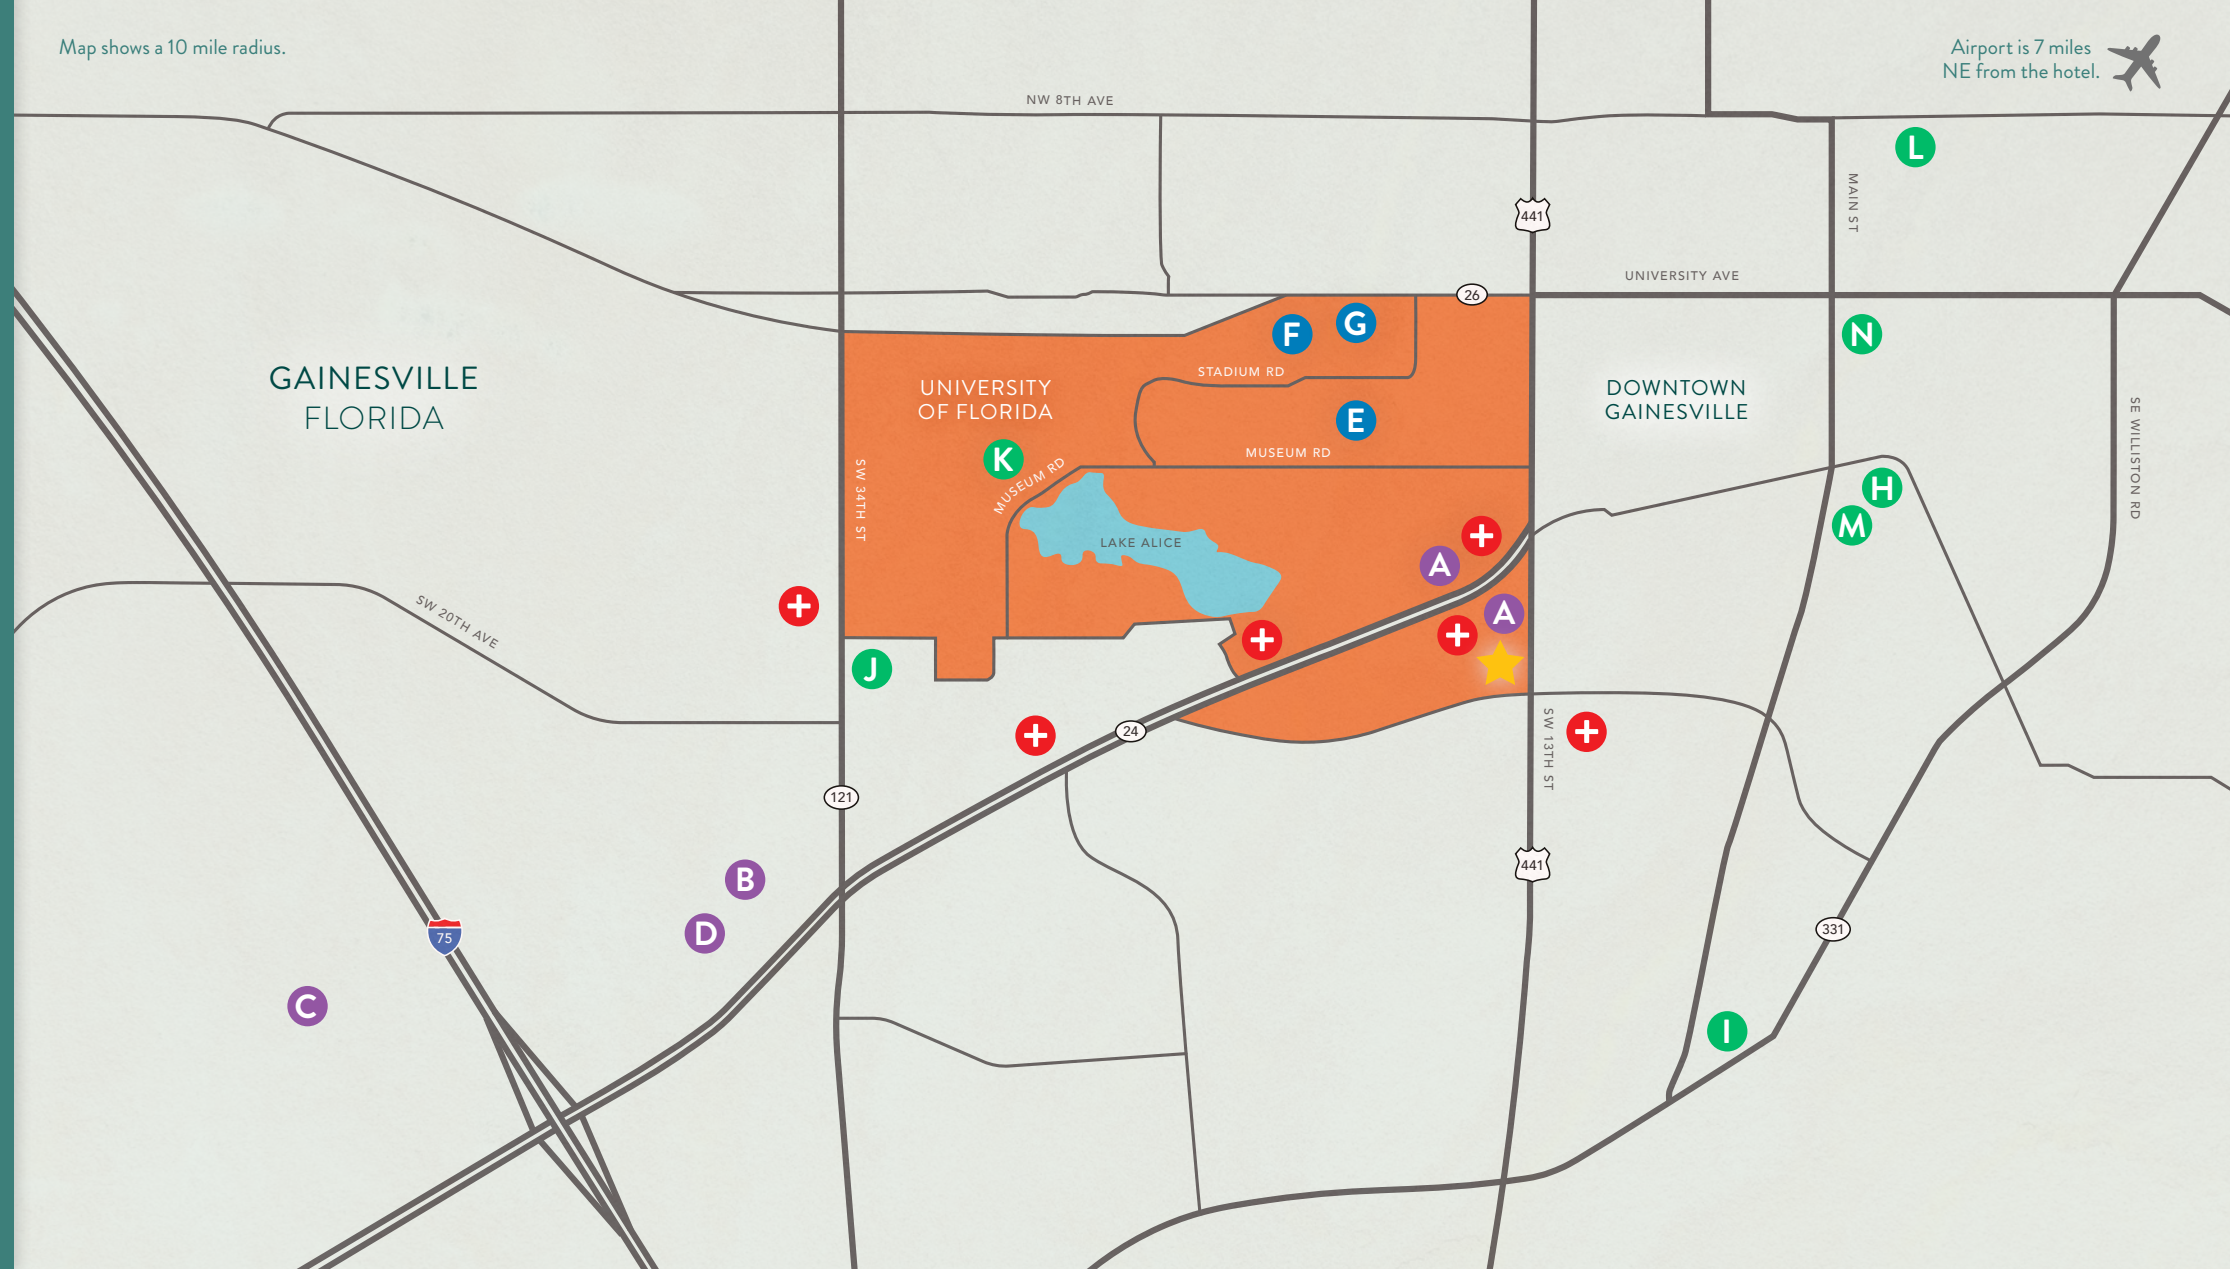 Map shows a 10 mile radius.
Airport is 7 miles
NE from the hotel.
NW 8TH AVE
L
MAIN ST
441
UNIVERSITY AVE
26
G
F
N
STADIUM RD
GAINESVILLE
FLORIDA
UNIVERSITY
OF FLORIDA
DOWNTOWN
GAINESVILLE
E
SE WILLISTON RD
MUSEUM RD
K
MUSEUM RD
SW 34TH ST
H
M
LAKE ALICE
A
A
SW 20TH AVE
J
24
SW 13TH ST
121
441
B
D
331
75
C
I